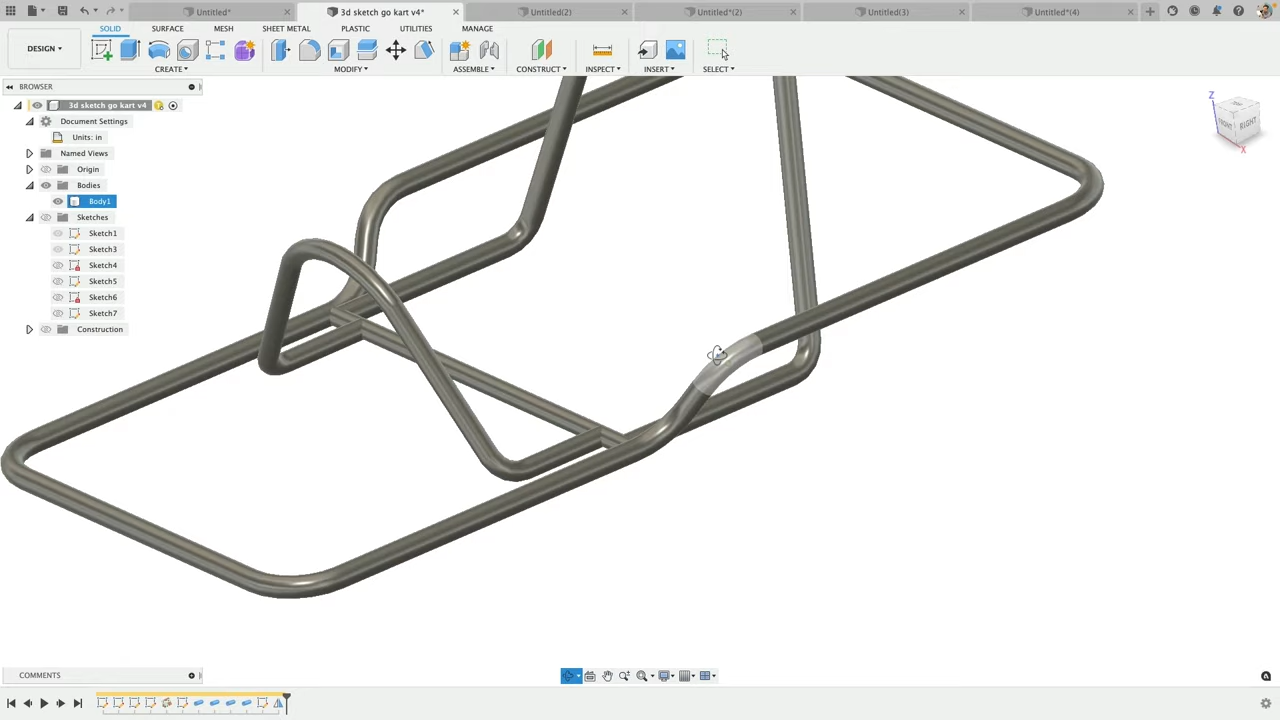 Untitled*
3d sketch go kart v4*
Untitled(2)
Untitled*(2)
Untitled(3)
Untitled*(4)
DESIGN
SOLID
SURFACE
MESH
SHEET METAL
PLASTIC
UTILITIES
MANAGE
CREATE
MODIFY
ASSEMBLE
CONSTRUCT
INSPECT
INSERT
SELECT
BROWSER
3d sketch go kart v4
Document Settings
Units: in
Named Views
Origin
Bodies
Body1
Sketches
Sketch1
Sketch3
Sketch4
Sketch5
Sketch6
Sketch7
Construction
Z
FRONT
RIGHT
X
COMMENTS